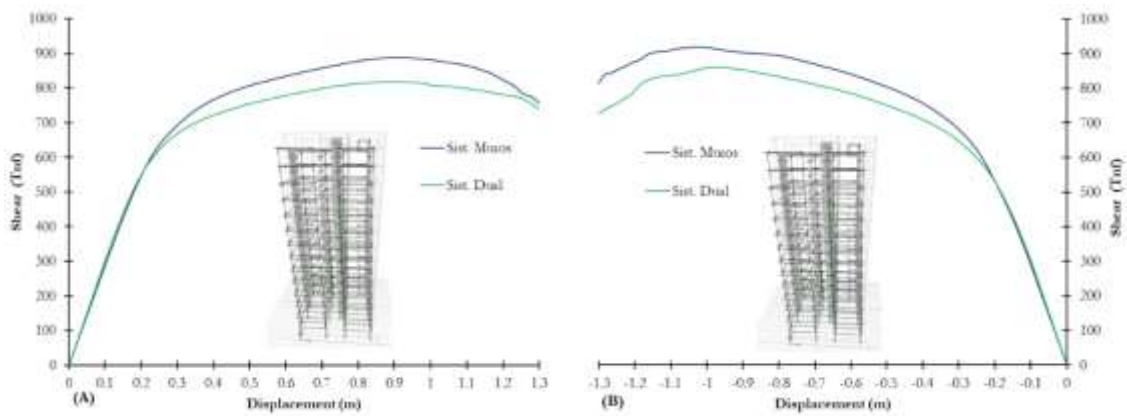 1000
900
800
700
600
500
400
300
200
100
0
Shear (Tnf)
Sist. Muros
Sist. Dual
0 0.1 0.2 0.3 0.4 0.5 0.6 0.7 0.8 0.9 1 1.1 1.2 1.3
(A)
Displacement (m)
Sist. Muros
Sist. Dual
1000
900
800
700
600
500
400
300
200
100
0
Shear (Tnf)
-1.3 -1.2 -1.1 -1 -0.9 -0.8 -0.7 -0.6 -0.5 -0.4 -0.3 -0.2 -0.1 0
(B)
Displacement (m)